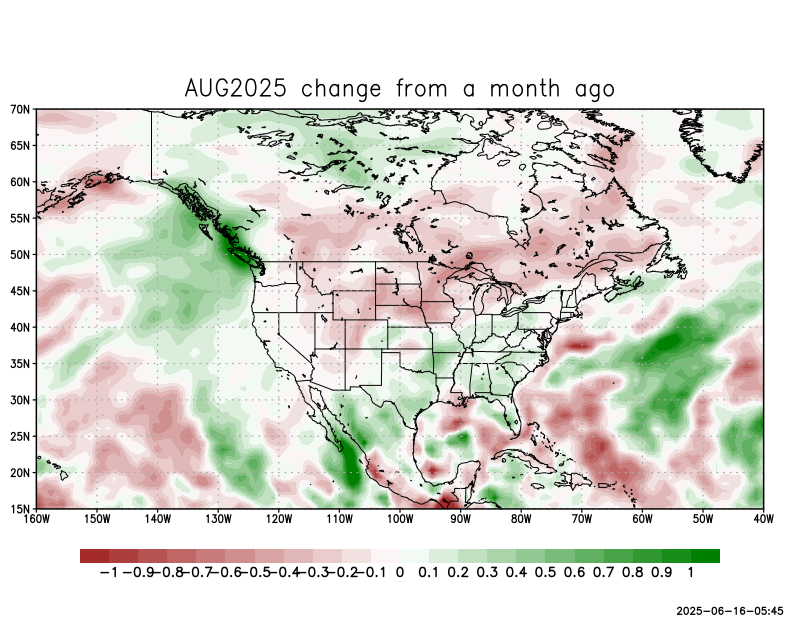 AUG2025 change from a month ago
70N
65N
60N
55N
50N
45N
40N
35N
30N
25N
20N
15N
160W 150W 140W 130W 120W 110W 100W 90W 80W 70W 60W 50W 40W
-1 -0.9 -0.8 -0.7 -0.6 -0.5 -0.4 -0.3 -0.2 -0.1 0 0.1 0.2 0.3 0.4 0.5 0.6 0.7 0.8 0.9 1
2025-06-16-05:45